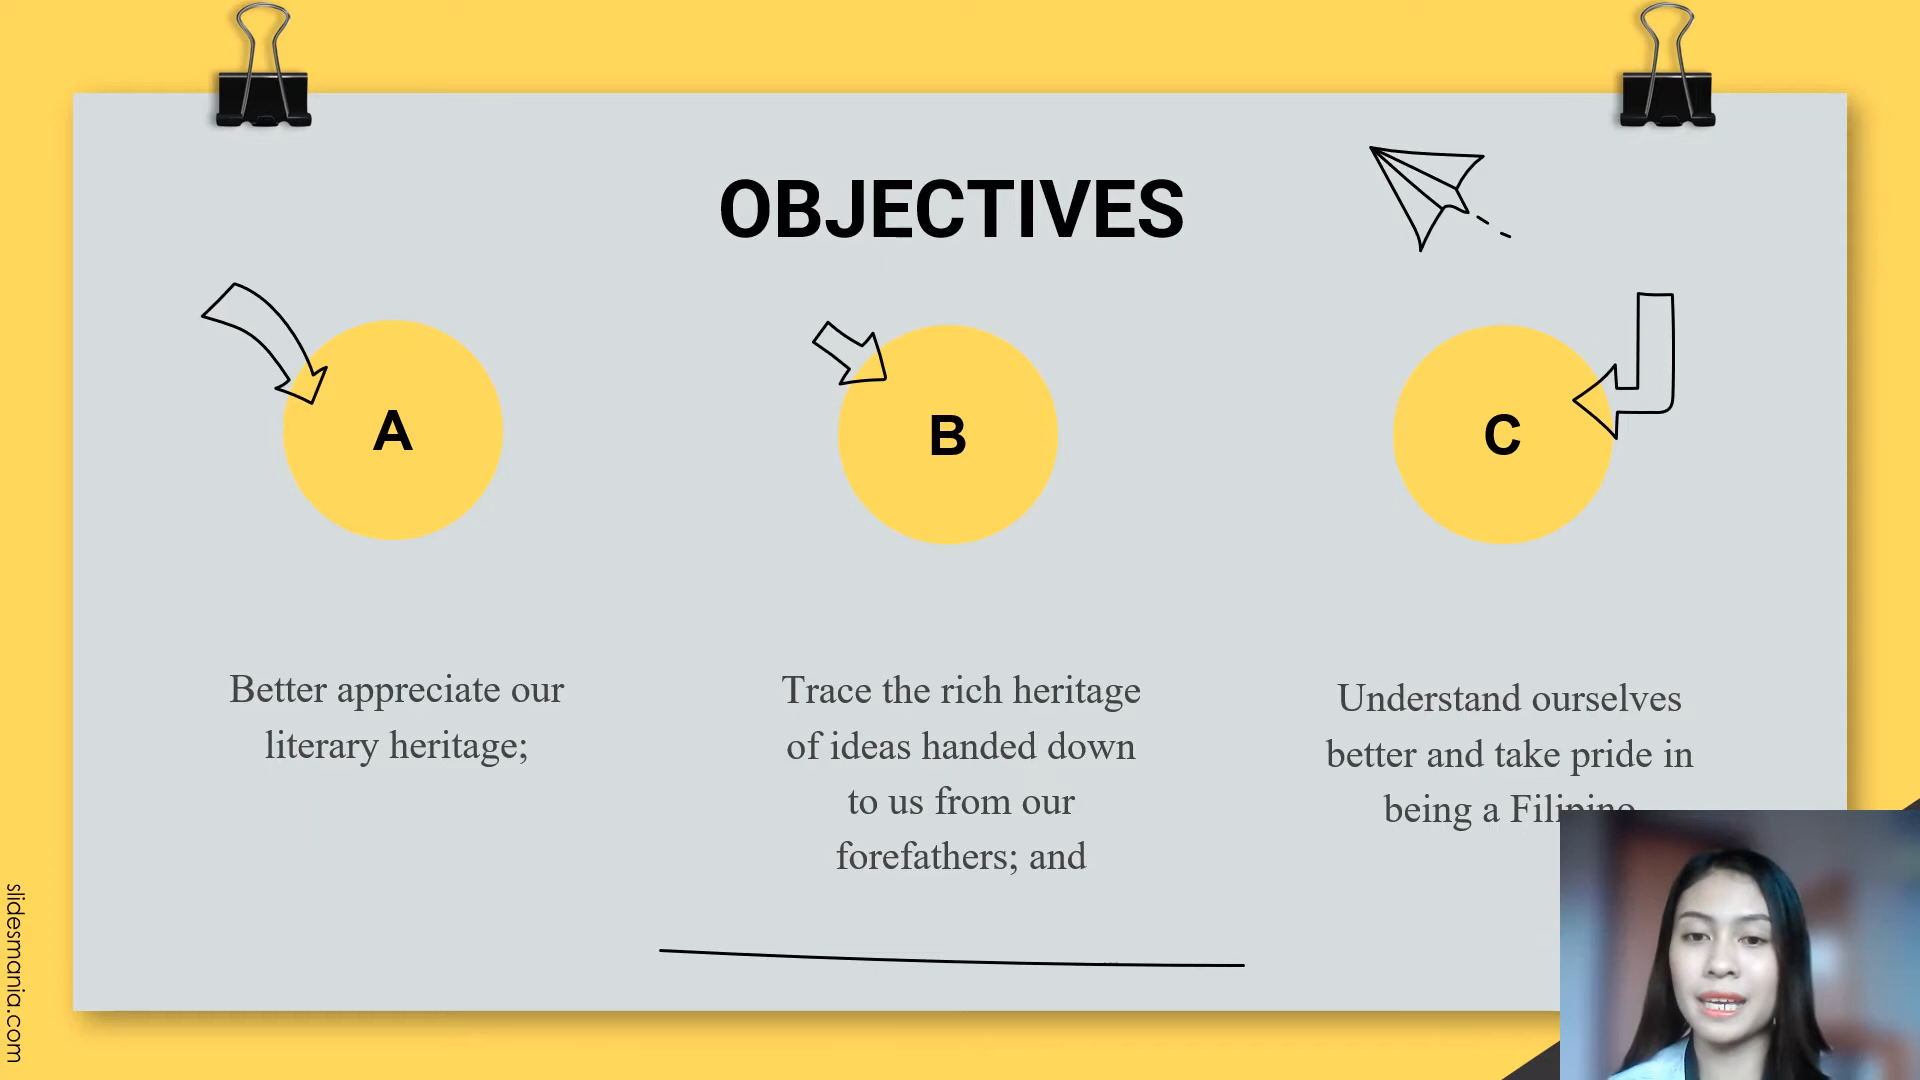 OBJECTIVES
A
B
C
Better appreciate our
literary heritage;
Trace the rich heritage
of ideas handed down
to us from our
forefathers; and
Understand ourselves
better and take pride in
being a Filipino
slidesmania.com